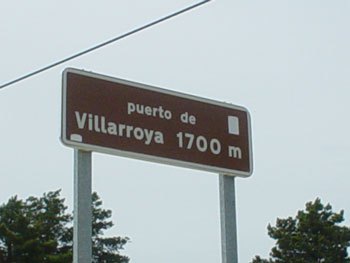 puerto de
Villarroya 1700 m